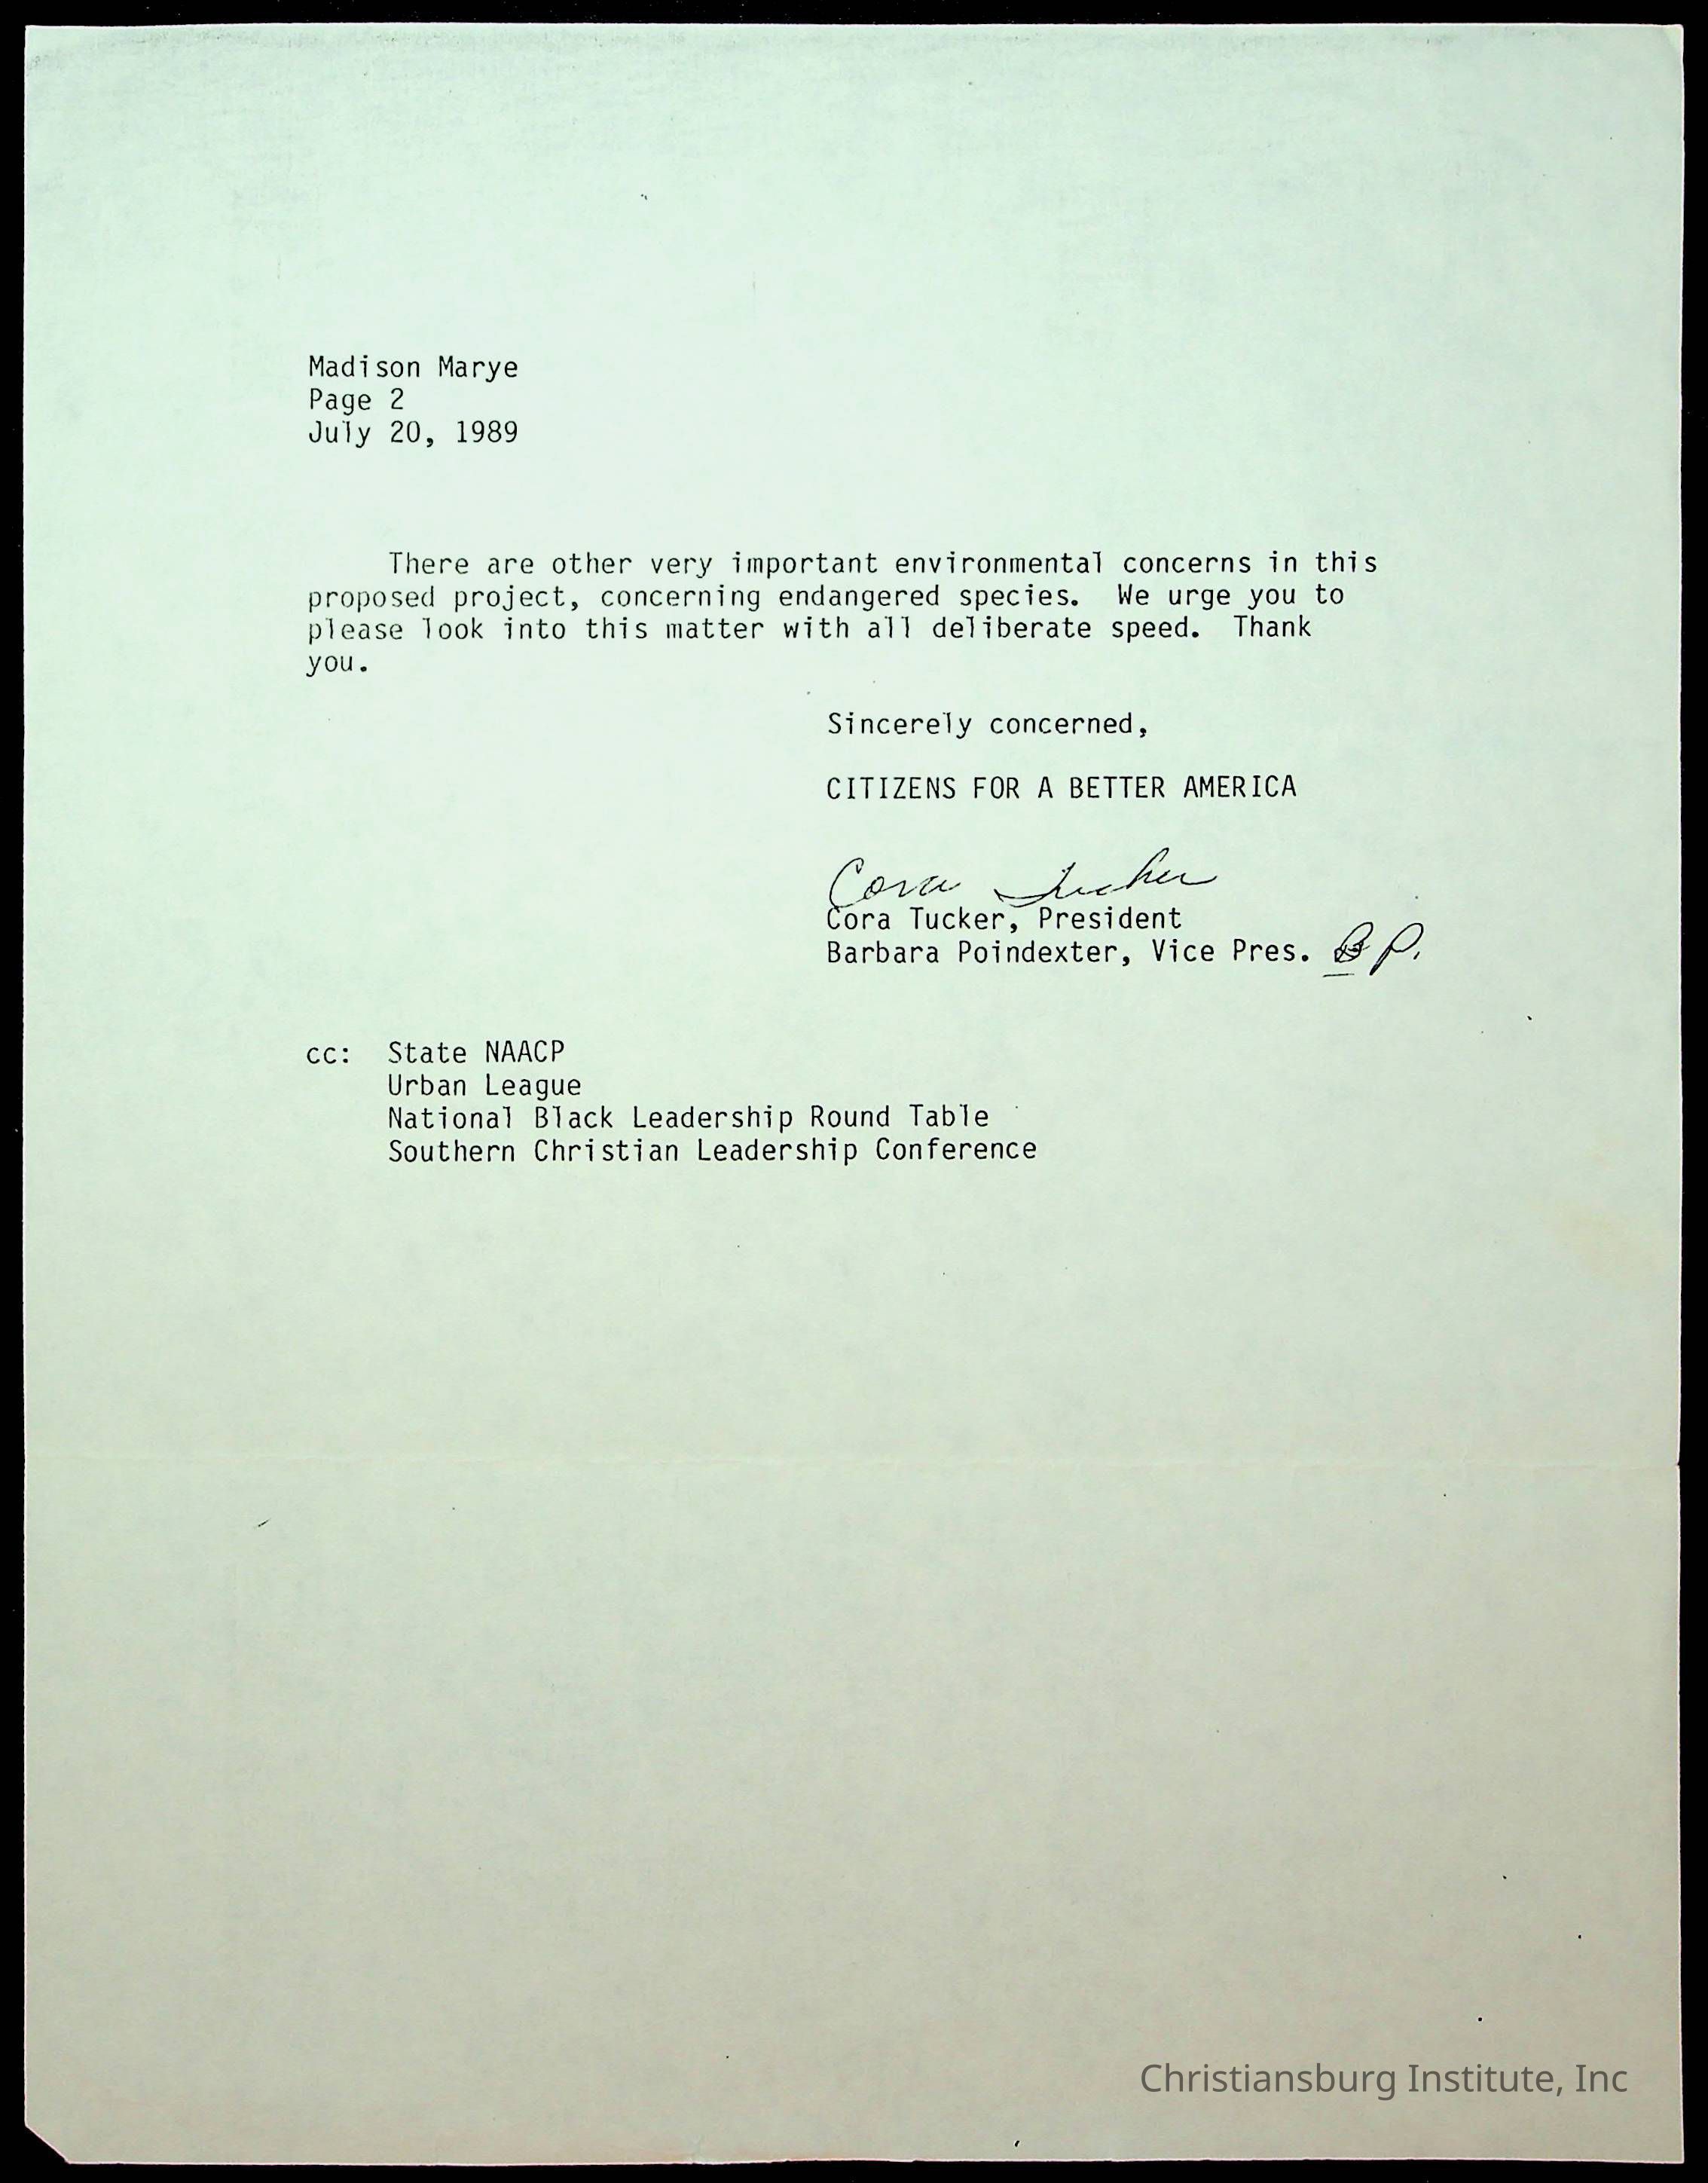 Madison Marye
Page 2
July 20, 1989
There are other very important environmental concerns in this
proposed project, concerning endangered species. We urge you to
please look into this matter with all deliberate speed. Thank
you.
Sincerely concerned,
CITIZENS FOR A BETTER AMERICA
Cora Tucker
Cora Tucker, President
Barbara Poindexter, Vice Pres. B P.
cc: State NAACP
Urban League
National Black Leadership Round Table
Southern Christian Leadership Conference
Christiansburg Institute, Inc